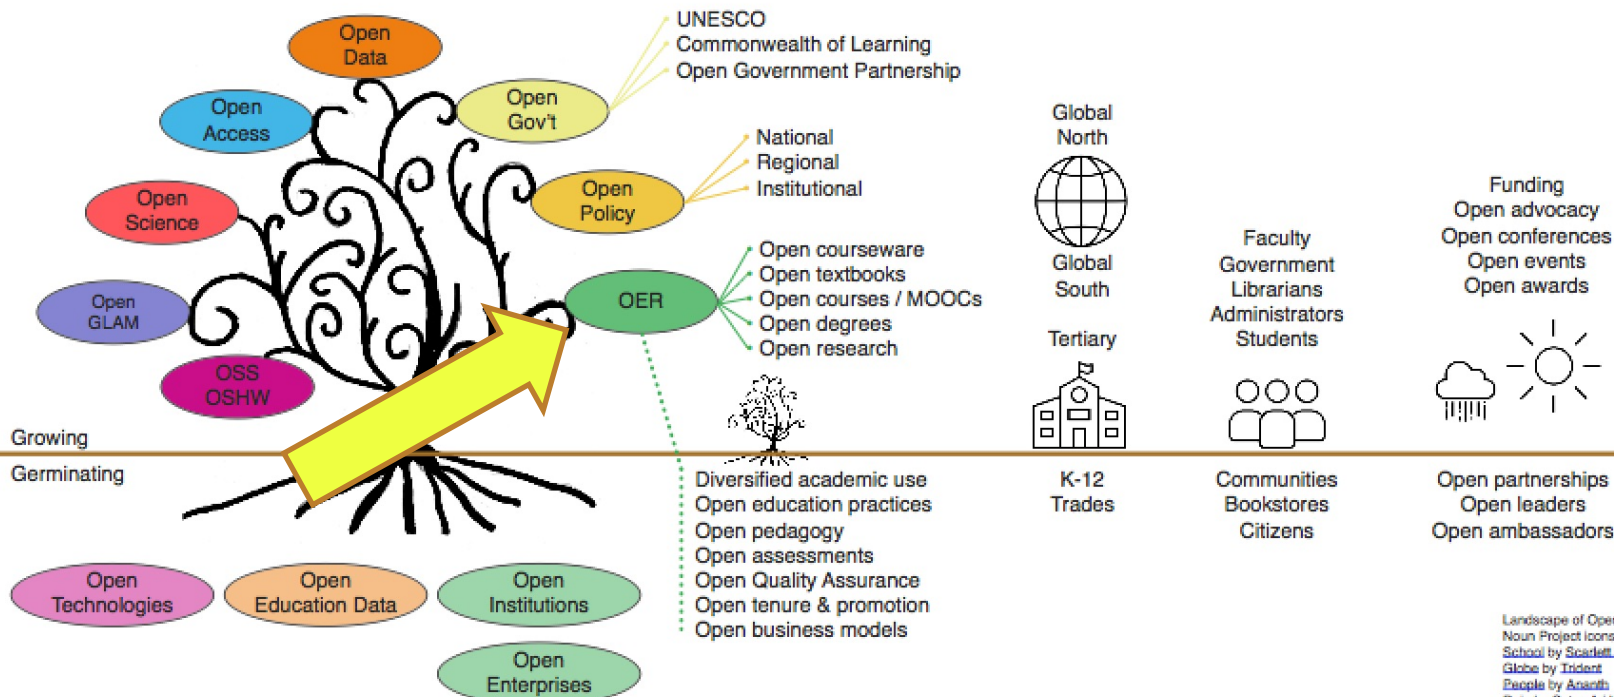 Open
Data
Open
Access
Open
Gov't
UNESCO
Commonwealth of Learning
Open Government Partnership
Open
Science
Open
Policy
National
Regional
Institutional
Open
GLAM
OER
Open courseware
Open textbooks
Open courses / MOOCs
Open degrees
Open research
OSS
OSHW
Global
North
Global
South
Tertiary
Faculty
Government
Librarians
Administrators
Students
Funding
Open advocacy
Open conferences
Open events
Open awards
Growing
Germinating
Diversified academic use
Open education practices
Open pedagogy
Open assessments
Open Quality Assurance
Open tenure & promotion
Open business models
K-12
Trades
Communities
Bookstores
Citizens
Open partnerships
Open leaders
Open ambassadors
Open
Technologies
Open
Education Data
Open
Institutions
Open
Enterprises
Landscape of Open
Noun Project icons
School by Scarlett
Globe by Trident
People by Ananth